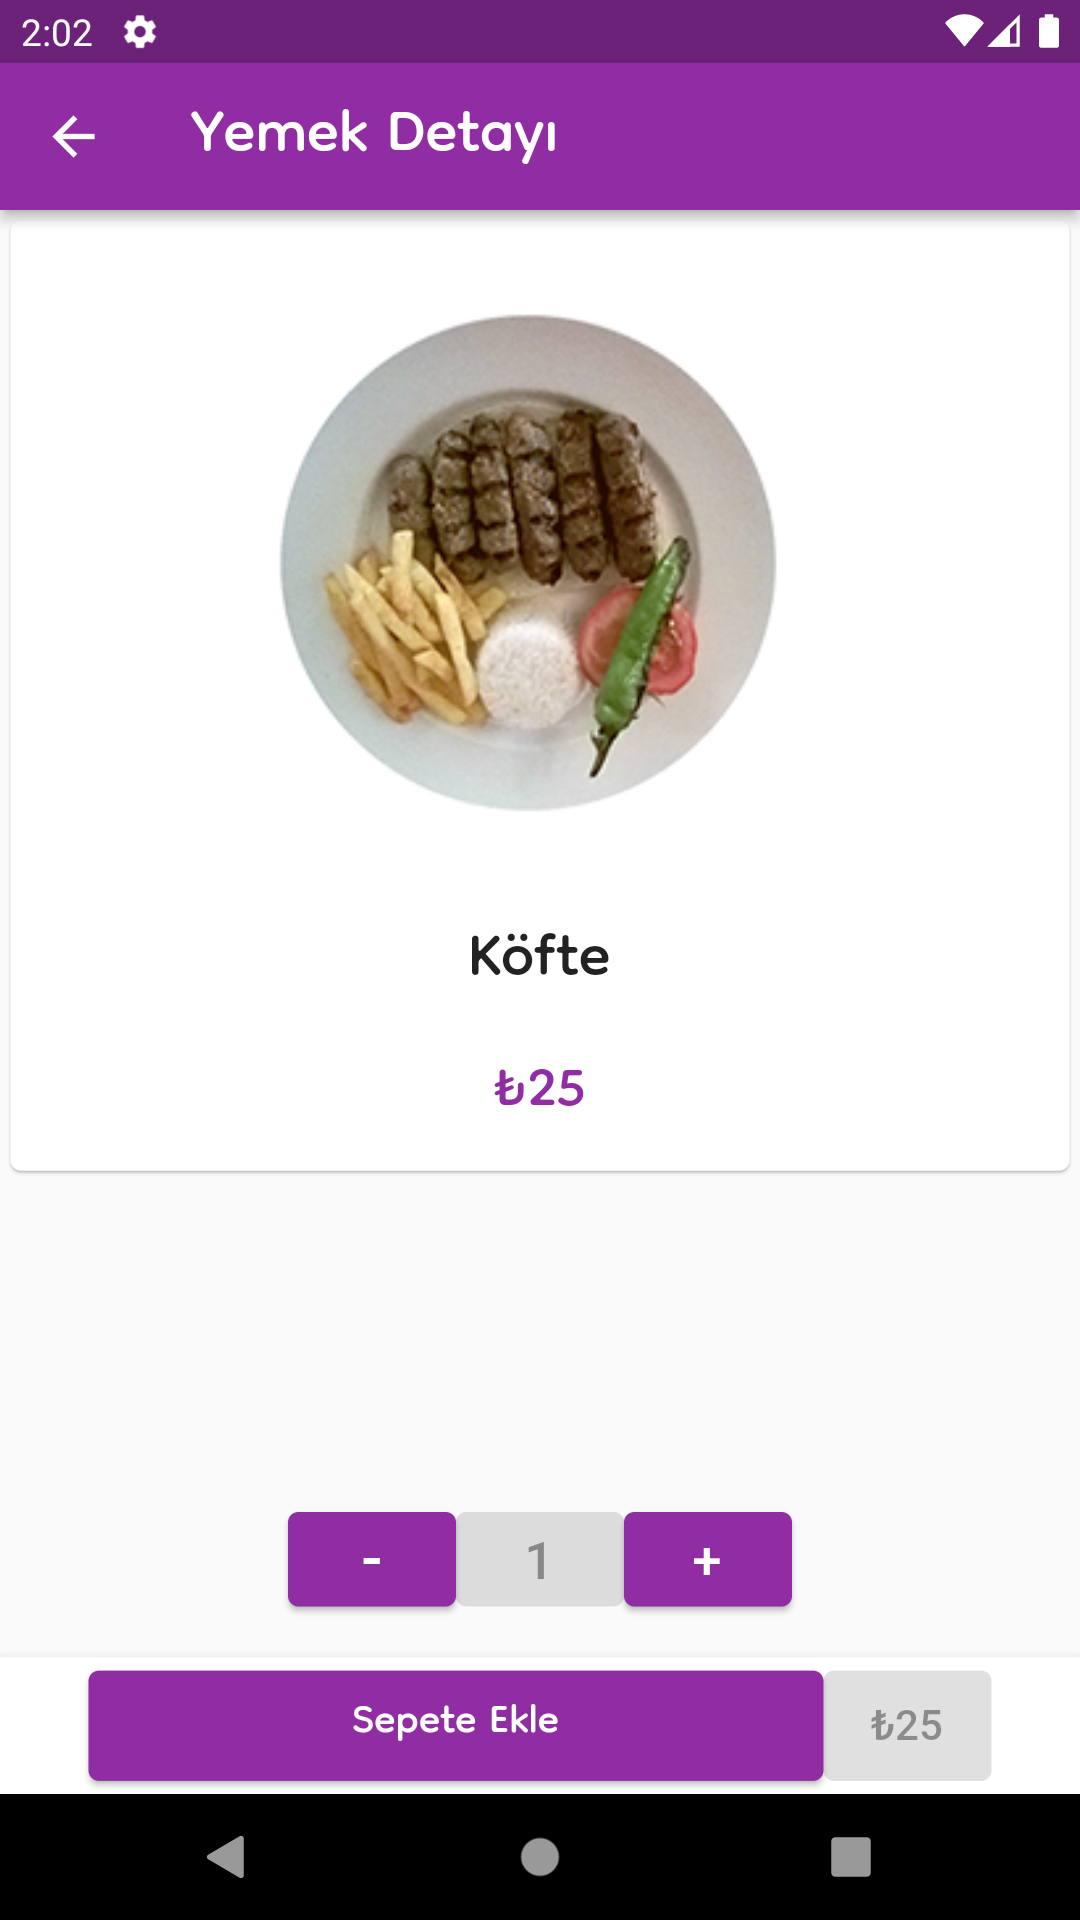 2:02
Yemek Detayı
Köfte
₺25
- 1 +
Sepete Ekle ₺25